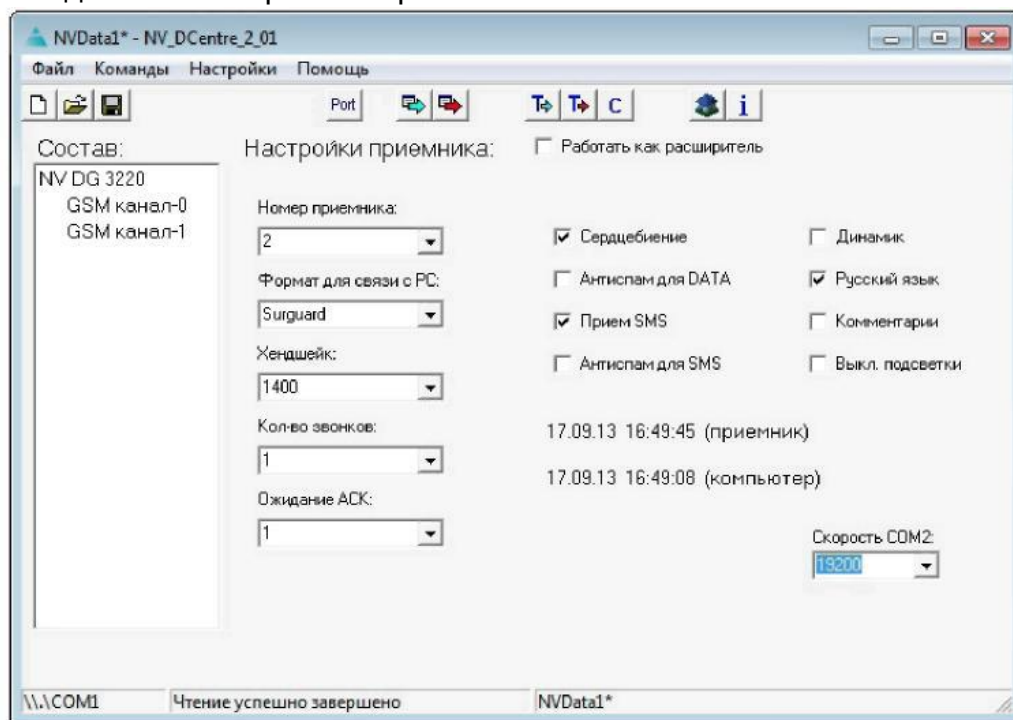 NVData1* - NV_DCentre_2_01
Файл Команды Настройки Помощь
Port T T C i
Состав:
NV DG 3220
GSM канал-0
GSM канал-1
Настройки приемника:
Работать как расширитель
Номер приемника:
2
Формат для связи с PC:
Surguard
Хендшейк:
1400
Кол-во звонков:
1
Ожидание АСК:
1
Сердцебиение
Динамик
Антиспам для DATA
Русский язык
Прием SMS
Комментарии
Антиспам для SMS
Выкл. подсветки
17.09.13 16:49:45 (приемник)
17.09.13 16:49:08 (компьютер)
Скорость COM2:
19200
\\.\COM1 Чтение успешно завершено NVData1*